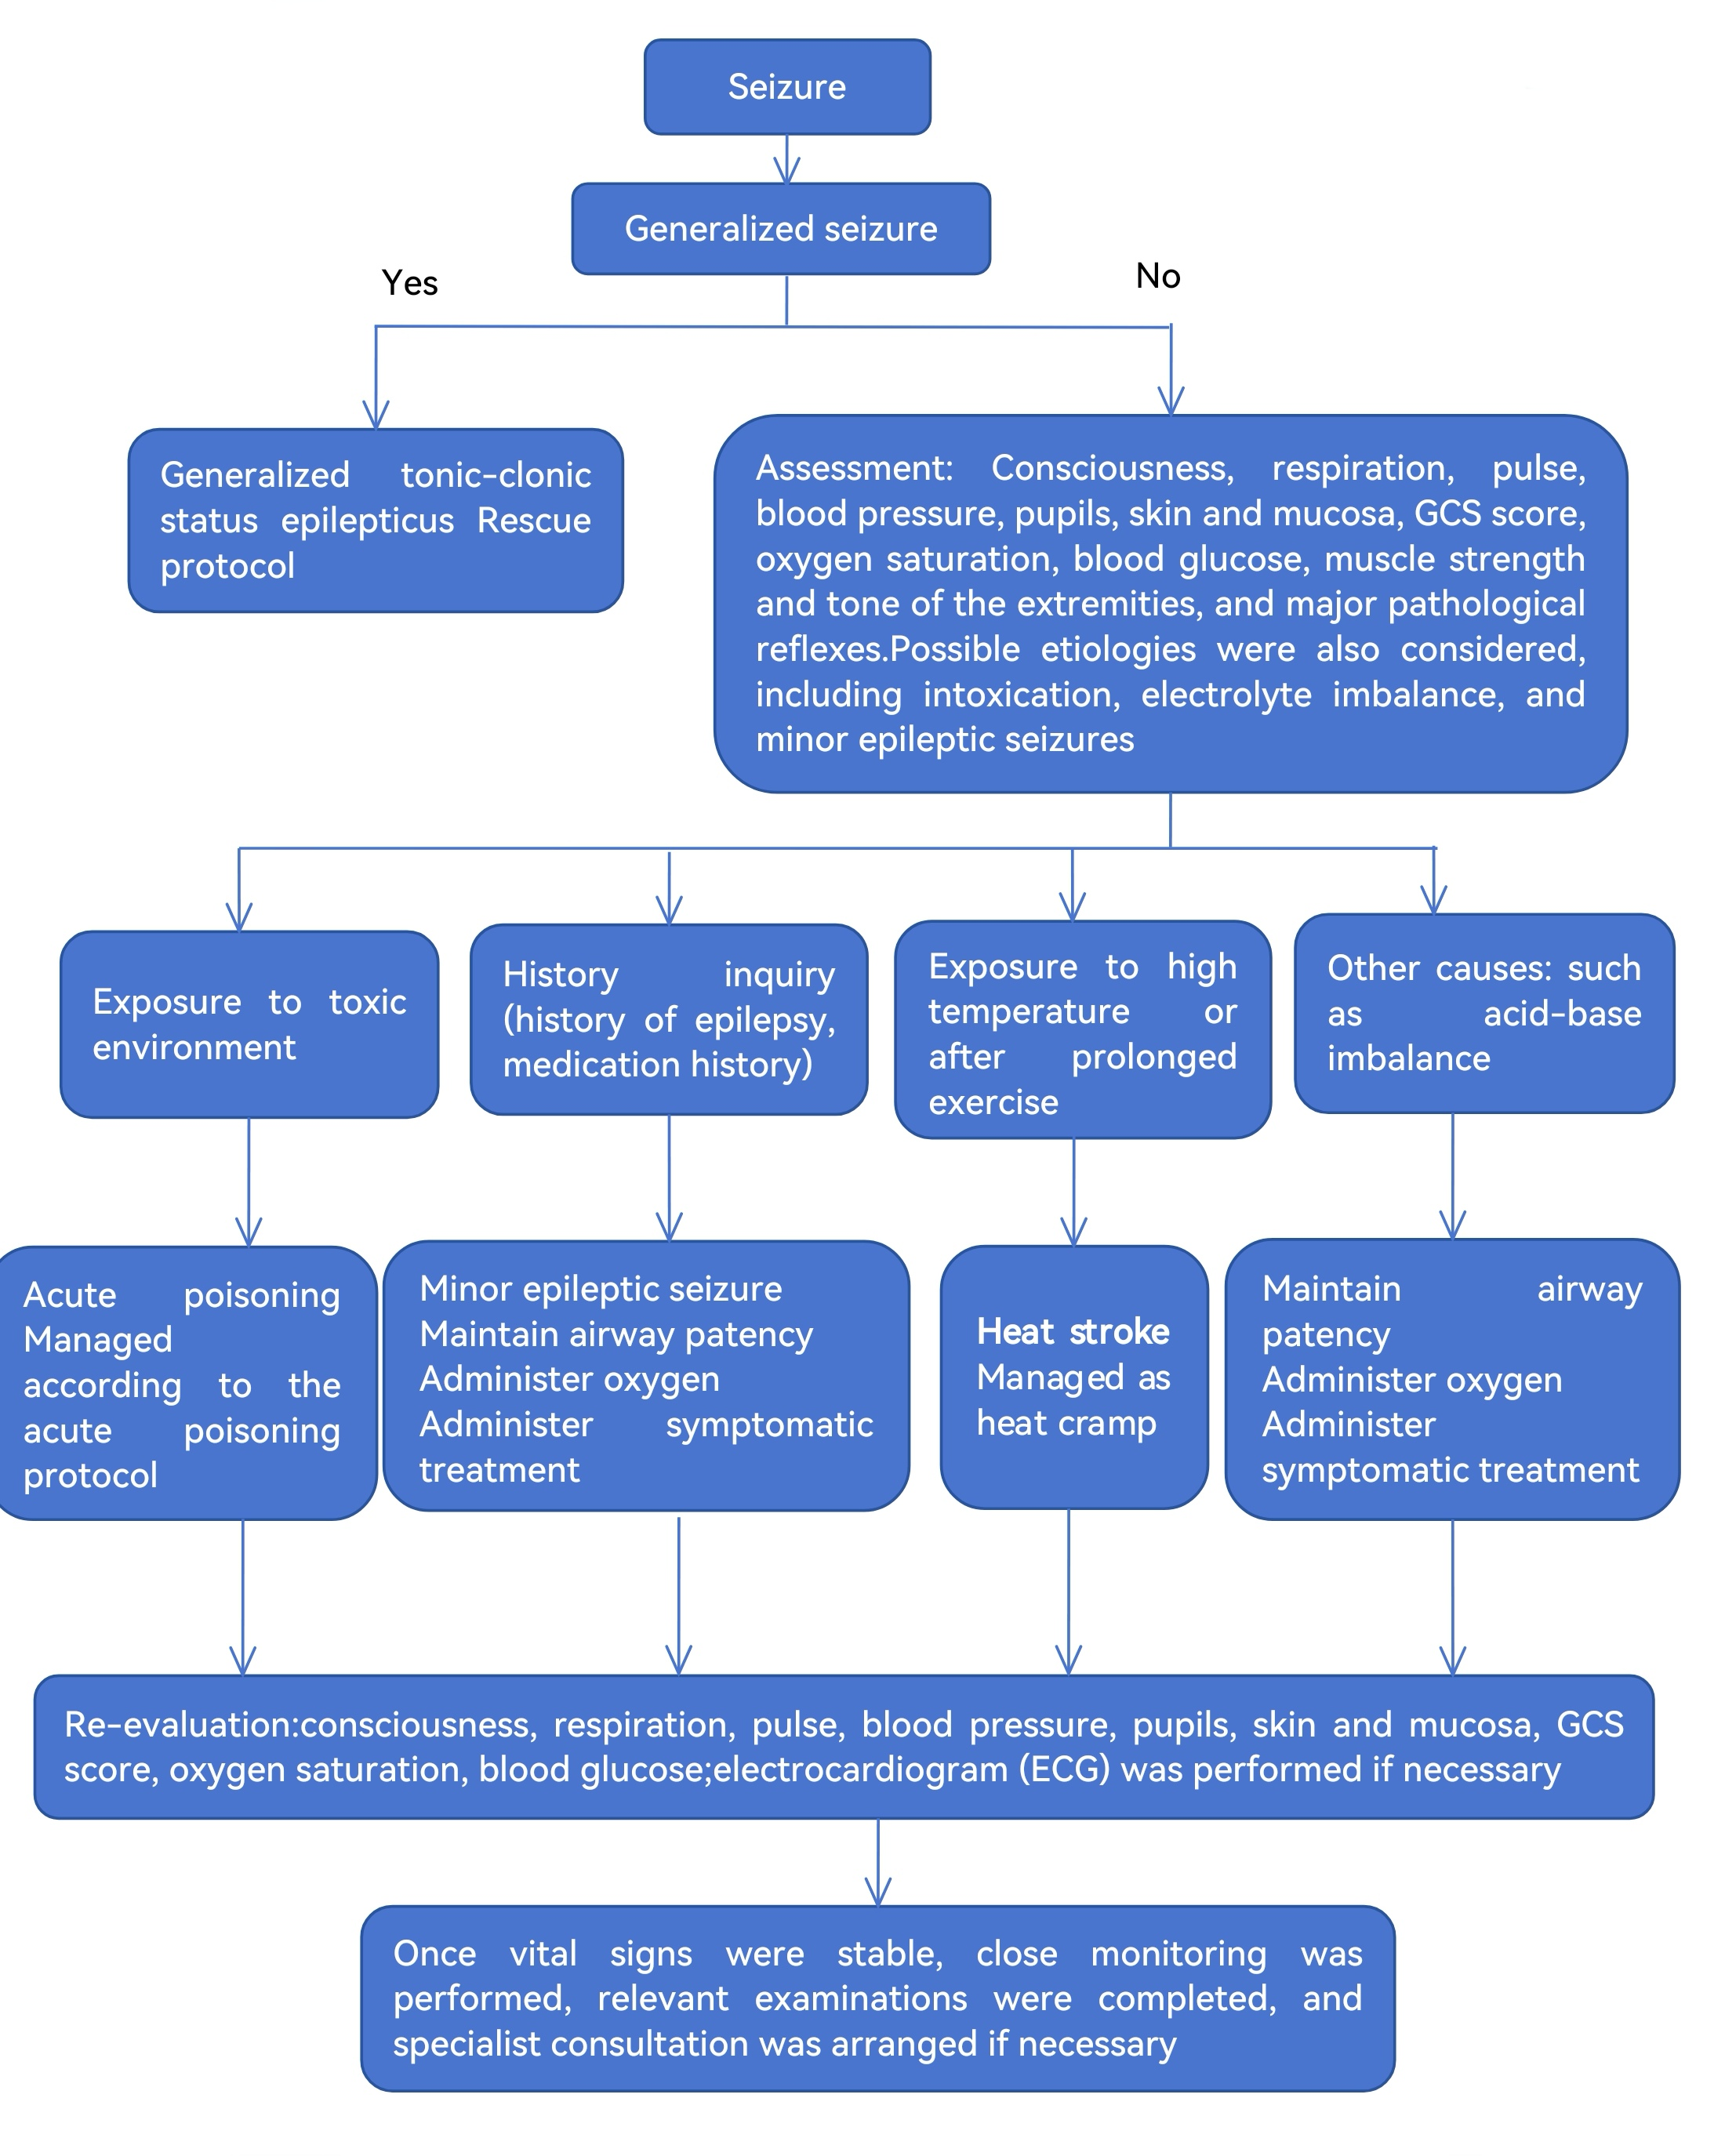 Seizure
Generalized seizure
Yes
No
Generalized tonic-clonic
status epilepticus Rescue
protocol
Assessment: Consciousness, respiration, pulse,
blood pressure, pupils, skin and mucosa, GCS score,
oxygen saturation, blood glucose, muscle strength
and tone of the extremities, and major pathological
reflexes.Possible etiologies were also considered,
including intoxication, electrolyte imbalance, and
minor epileptic seizures
Exposure to toxic
environment
History inquiry
(history of epilepsy,
medication history)
Exposure to high
temperature or
after prolonged
exercise
Other causes: such
as acid-base
imbalance
Acute poisoning
Managed
according to the
acute poisoning
protocol
Minor epileptic seizure
Maintain airway patency
Administer oxygen
Administer symptomatic
treatment
Heat stroke
Managed as
heat cramp
Maintain airway
patency
Administer oxygen
Administer
symptomatic treatment
Re-evaluation:consciousness, respiration, pulse, blood pressure, pupils, skin and mucosa, GCS
score, oxygen saturation, blood glucose;electrocardiogram (ECG) was performed if necessary
Once vital signs were stable, close monitoring was
performed, relevant examinations were completed, and
specialist consultation was arranged if necessary